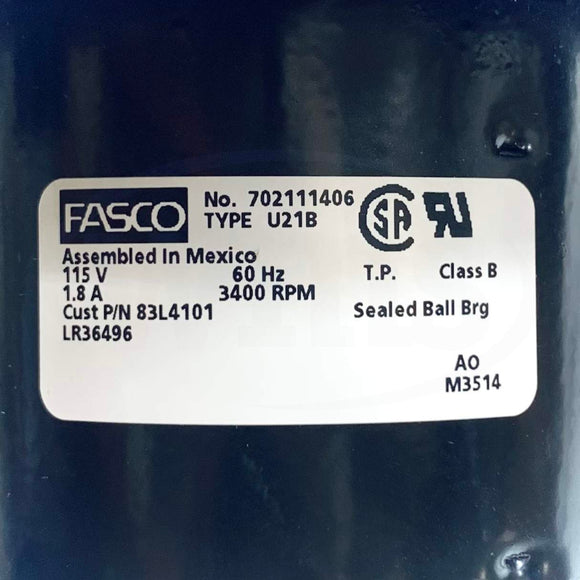 FASCO
No. 702111406
TYPE U21B
SA
Assembled In Mexico
115 V 60 Hz T.P. Class B
1.8 A 3400 RPM
Cust P/N 83L4101 Sealed Ball Brg
LR36496
AO
M3514